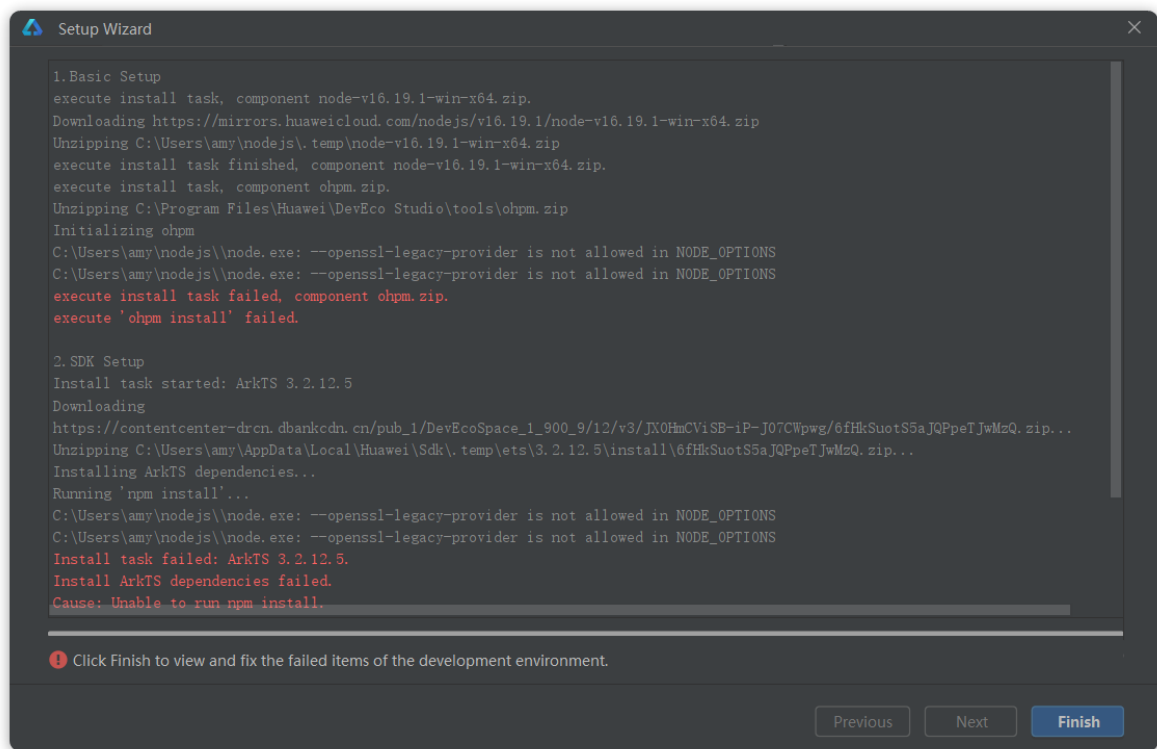 Setup Wizard
1.Basic Setup
execute install task, component node-v16.19.1-win-x64.zip.
Downloading https://mirrors.huaweicloud.com/nodejs/v16.19.1/node-v16.19.1-win-x64.zip
Unzipping C:\Users\amy\nodejs\.temp\node-v16.19.1-win-x64.zip
execute install task finished, component node-v16.19.1-win-x64.zip.
execute install task, component ohpm.zip.
Unzipping C:\Program Files\Huawei\DevEco Studio\tools\ohpm.zip
Initializing ohpm
C:\Users\amy\nodejs\\node.exe: --openssl-legacy-provider is not allowed in NODE_OPTIONS
C:\Users\amy\nodejs\\node.exe: --openssl-legacy-provider is not allowed in NODE_OPTIONS
execute install task failed, component ohpm.zip.
execute 'ohpm install' failed.
2.SDK Setup
Install task started: ArkTS 3.2.12.5
Downloading
https://contentcenter-drcn.dbankcdn.cn/pub_1/DevEcoSpace_1_900_9/12/v3/JXOHmCViSB-iP-J07CWpwg/6fHkSuotS5aJQPpeTJwMzQ.zip...
Unzipping C:\Users\amy\AppData\Local\Huawei\Sdk\.temp\ets\3.2.12.5\install\6fHkSuotS5aJQPpeTJwMzQ.zip...
Installing ArkTS dependencies...
Running 'npm install'...
C:\Users\amy\nodejs\\node.exe: --openssl-legacy-provider is not allowed in NODE_OPTIONS
C:\Users\amy\nodejs\\node.exe: --openssl-legacy-provider is not allowed in NODE_OPTIONS
Install task failed: ArkTS 3.2.12.5.
Install ArkTS dependencies failed.
Cause: Unable to run npm install.
Click Finish to view and fix the failed items of the development environment.
Previous Next Finish